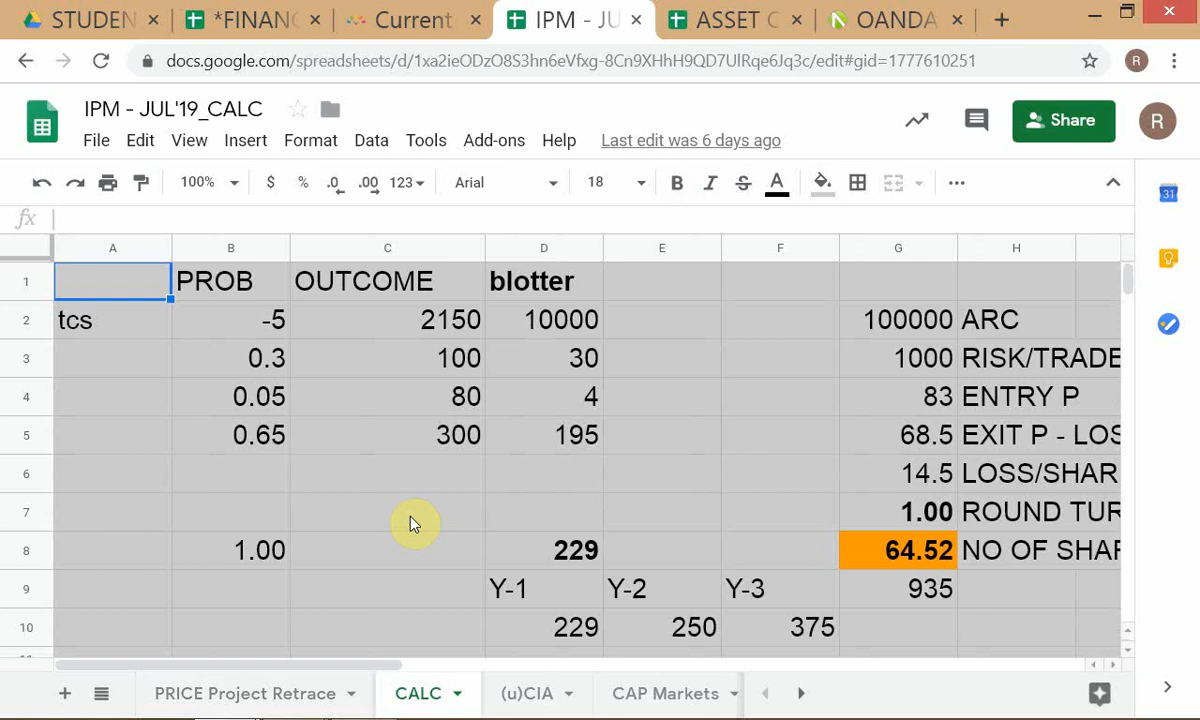 STUDEN × *FINANC × Current × IPM - JU × ASSET C × OANDA × +
docs.google.com/spreadsheets/d/1xa2ieODzO8S3hn6eVfxg-8Cn9XHhH9QD7UlRqe6Jq3c/edit#gid=1777610251 R
IPM - JUL'19_CALC
File Edit View Insert Format Data Tools Add-ons Help Last edit was 6 days ago Share R
100% $ % .0 .00 123 Arial 18 B I S A
31
fx
A B C D E F G H
1 PROB OUTCOME blotter
2 tcs -5 2150 10000 100000 ARC
3 0.3 100 30 1000 RISK/TRADE
4 0.05 80 4 83 ENTRY P
5 0.65 300 195 68.5 EXIT P - LOS
6 14.5 LOSS/SHAR
7 1.00 ROUND TUR
8 1.00 229 64.52 NO OF SHAR
9 Y-1 Y-2 Y-3 935
10 229 250 375
+ PRICE Project Retrace CALC (u)CIA CAP Markets